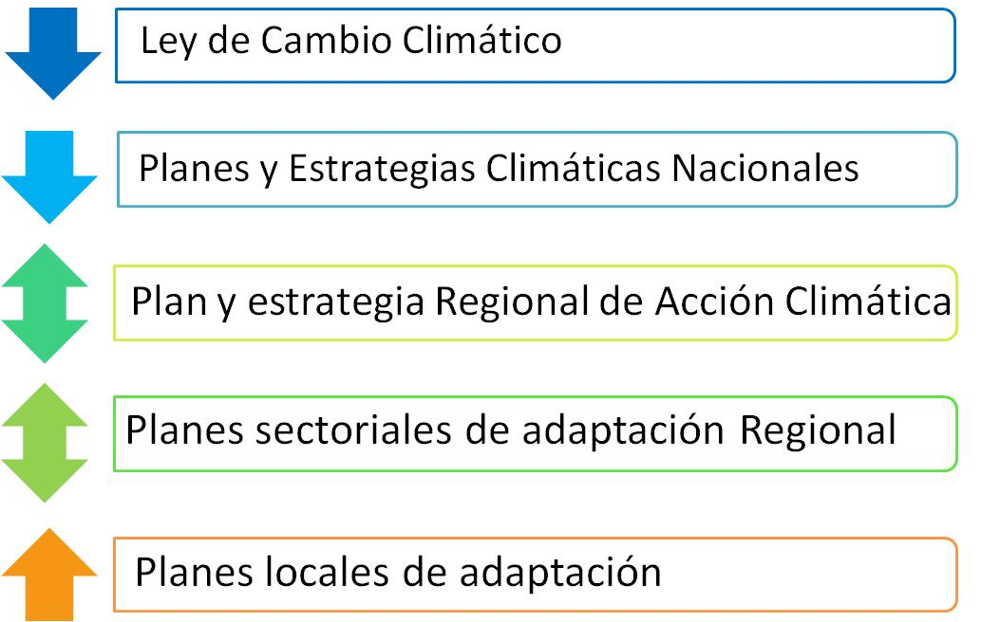 Ley de Cambio Climático
Planes y Estrategias Climáticas Nacionales
Plan y estrategia Regional de Acción Climática
Planes sectoriales de adaptación Regional
Planes locales de adaptación